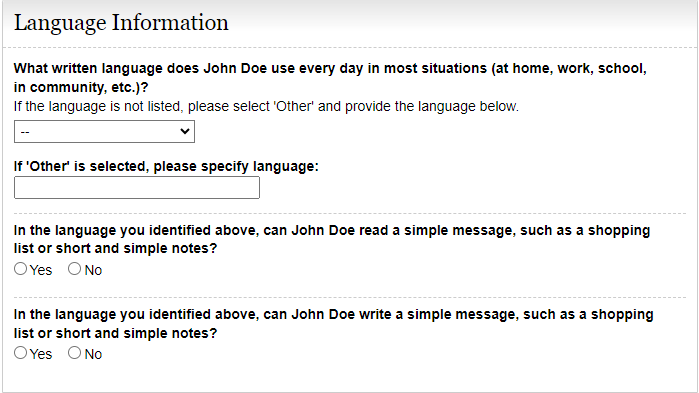 Language Information
What written language does John Doe use every day in most situations (at home, work, school,
in community, etc.)?
If the language is not listed, please select 'Other' and provide the language below.
--
If 'Other' is selected, please specify language:
In the language you identified above, can John Doe read a simple message, such as a shopping
list or short and simple notes?
Yes No
In the language you identified above, can John Doe write a simple message, such as a shopping
list or short and simple notes?
Yes No